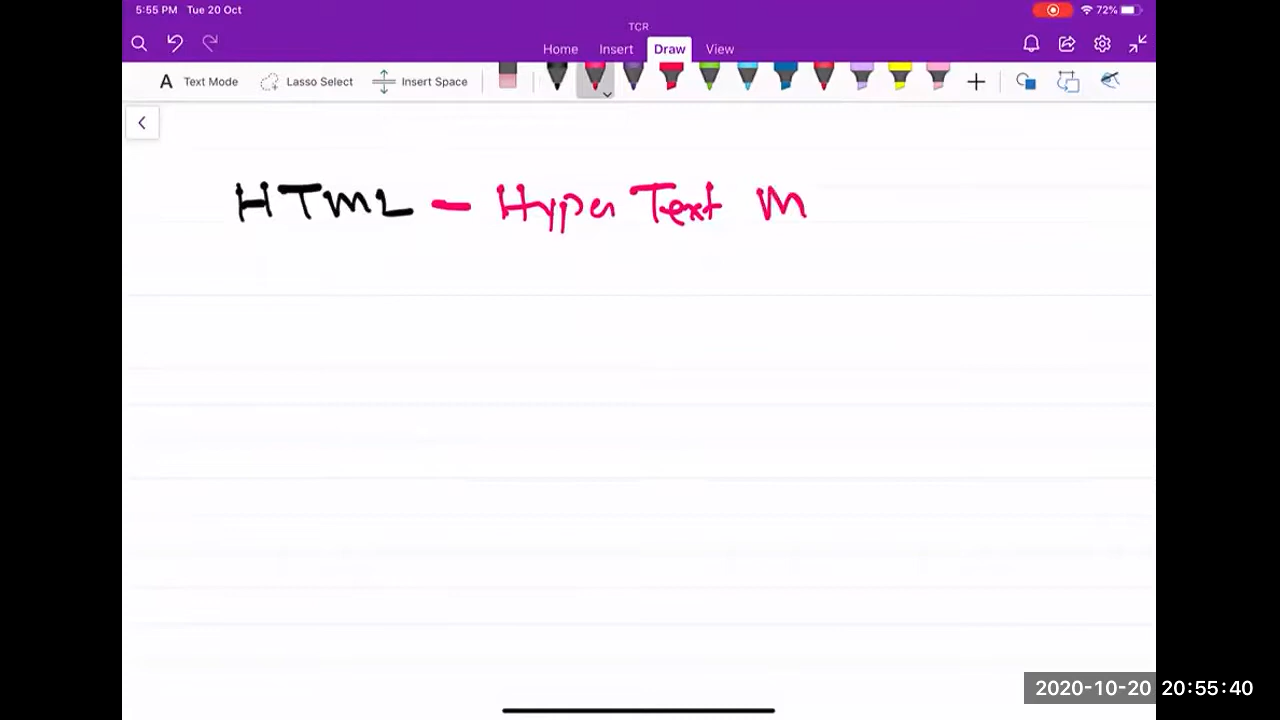 5:55 PM Tue 20 Oct 72%
TCR
Home Insert Draw View
A Text Mode Lasso Select Insert Space
HTML - Hyper Text M
2020-10-20 20:55:40